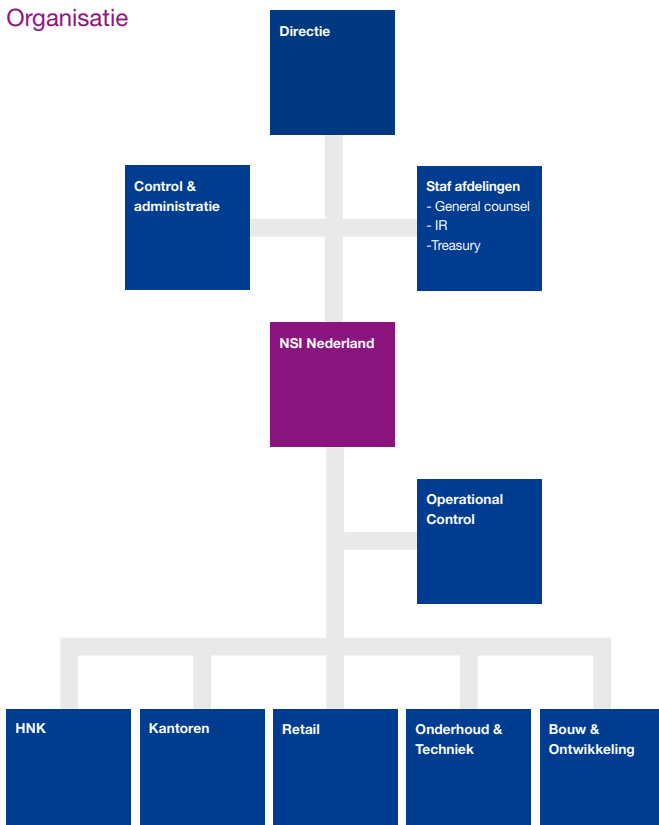 Organisatie
Directie
Control &
administratie
Staf afdelingen
- General counsel
- IR
-Treasury
NSI Nederland
Operational
Control
HNK
Kantoren
Retail
Onderhoud &
Techniek
Bouw &
Ontwikkeling